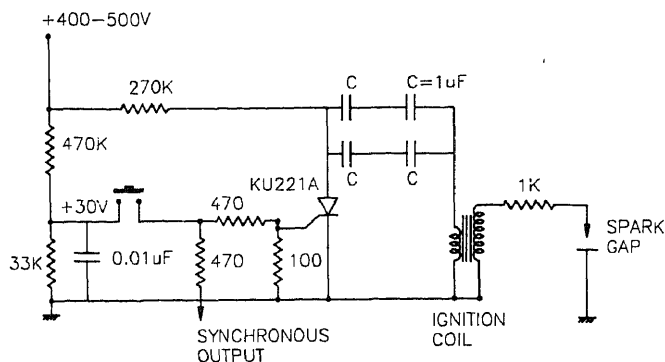 +400-500V
270K
C
C=1uF
470K
KU221A
C
C
+30V
470
1K
33K
0.01uF
470
100
SPARK
GAP
SYNCHRONOUS
OUTPUT
IGNITION
COIL